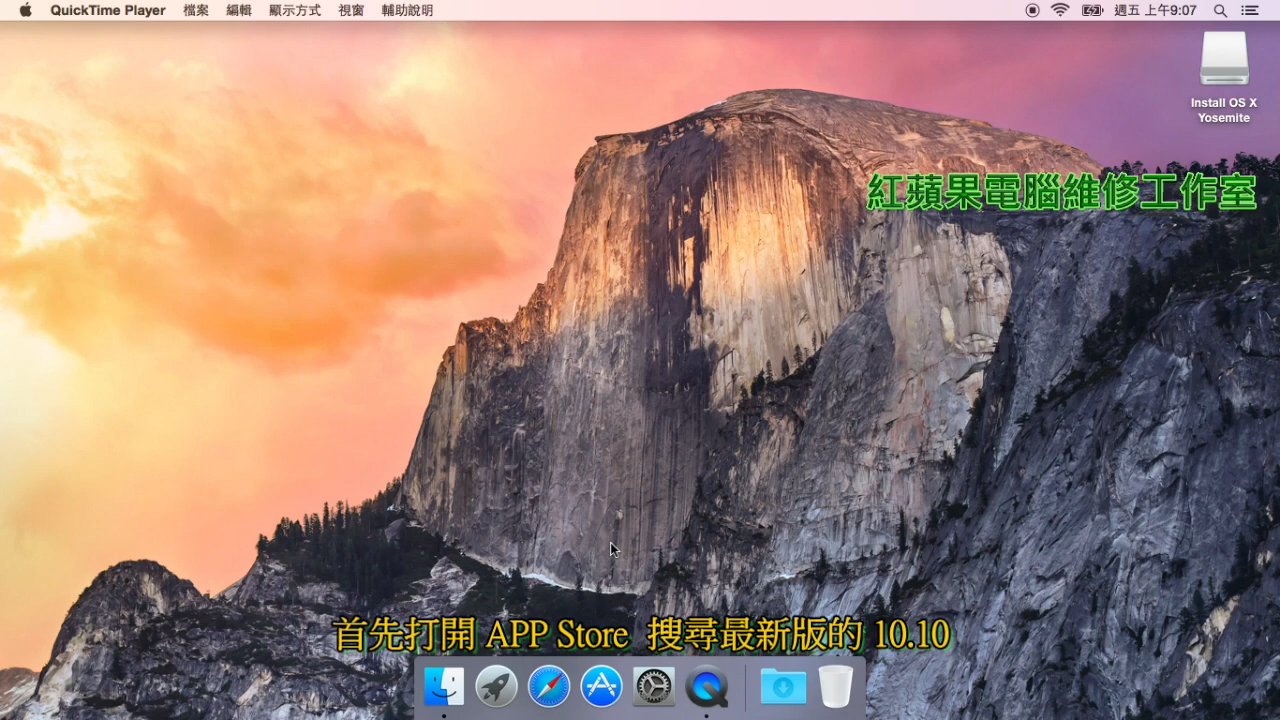 QuickTime Player 檔案 編輯 顯示方式 視窗 輔助說明 週五 上午9:07
Install OS X
Yosemite
紅蘋果電腦維修工作室
首先打開 APP Store 搜尋最新版的 10.10